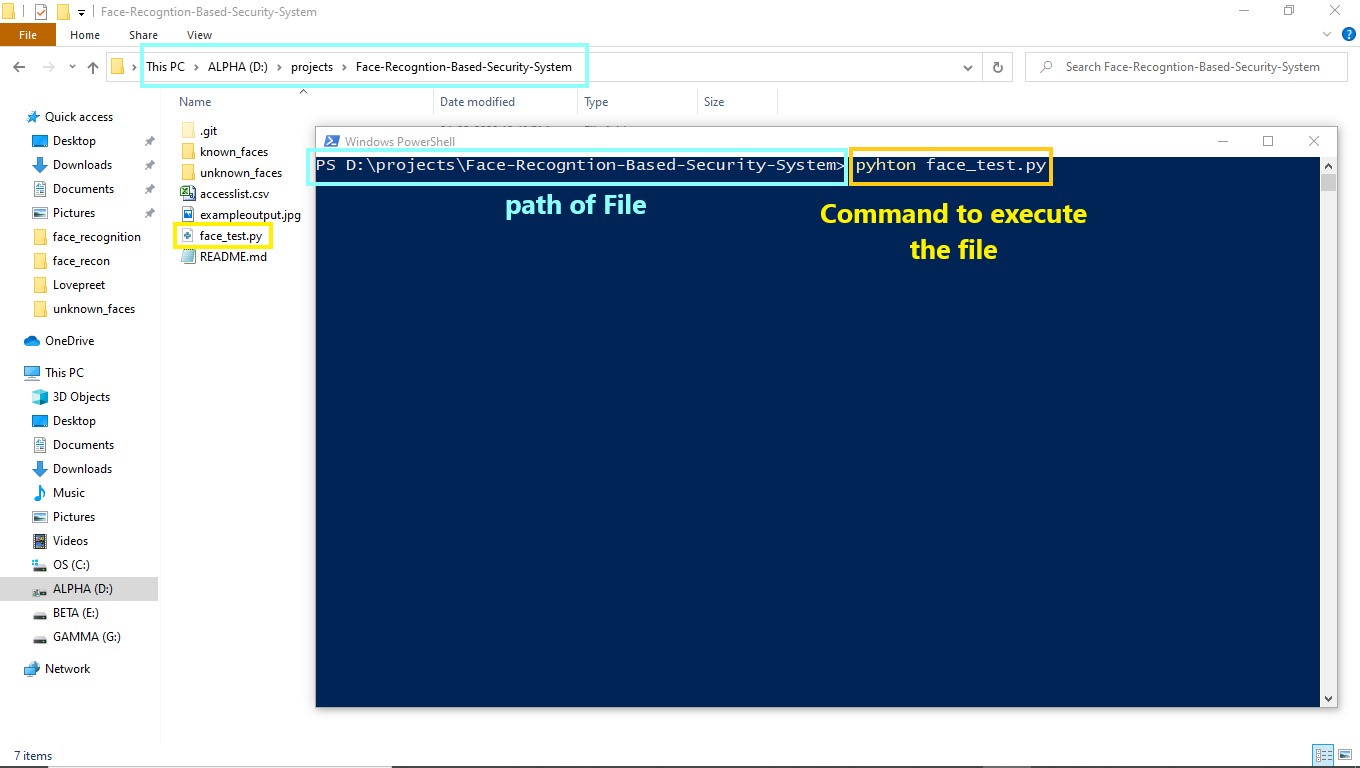 Face-Recogntion-Based-Security-System
File Home Share View
This PC > ALPHA (D:) > projects > Face-Recogntion-Based-Security-System
Search Face-Recogntion-Based-Security-System
Name Date modified Type Size
Quick access
Desktop
Downloads
Documents
Pictures
face_recognition
face_recon
Lovepreet
unknown_faces
OneDrive
This PC
3D Objects
Desktop
Documents
Downloads
Music
Pictures
Videos
OS (C:)
ALPHA (D:)
BETA (E:)
GAMMA (G:)
Network
.git
known_faces
unknown_faces
accesslist.csv
exampleoutput.jpg
face_test.py
README.md
Windows PowerShell
PS D:\projects\Face-Recogntion-Based-Security-System> pyhton face_test.py
path of File
Command to execute
the file
7 items